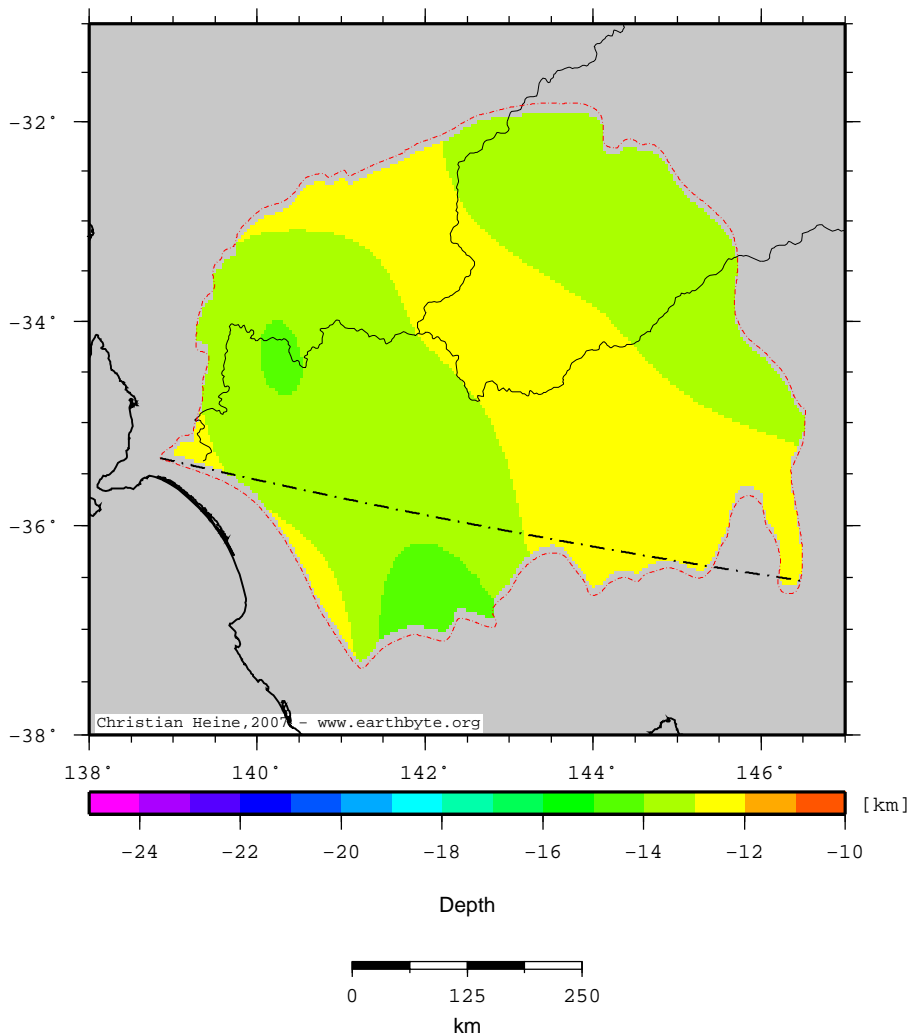 −32°
−34°
−36°
−38°
Christian Heine, 2007 − www.earthbyte.org
138° 140° 142° 144° 146°
[km]
−24 −22 −20 −18 −16 −14 −12 −10
Depth
0 125 250
km